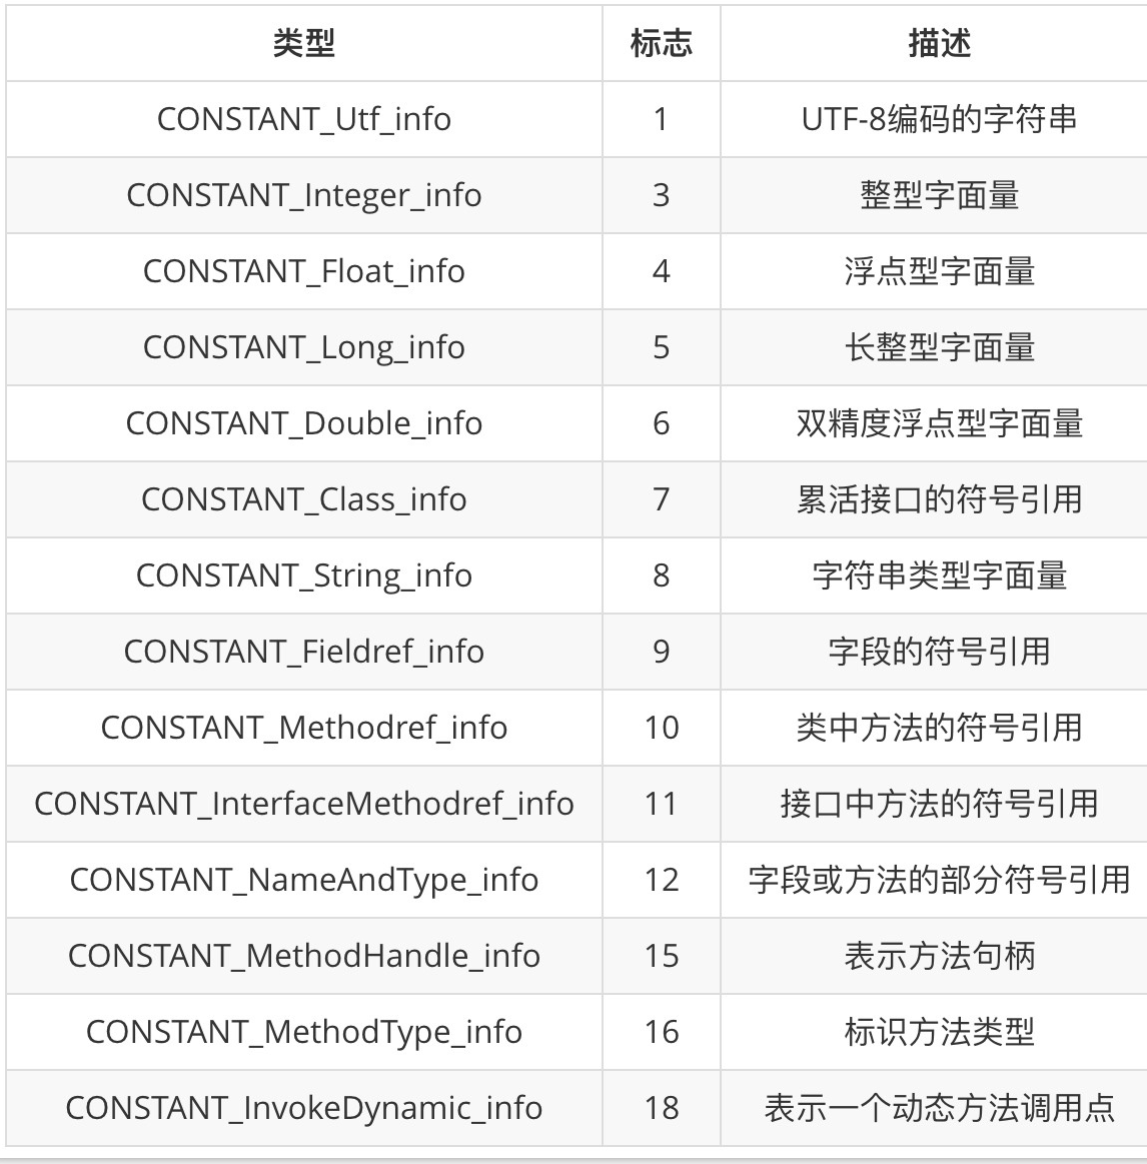 类型 标志 描述
CONSTANT_Utf_info 1 UTF-8编码的字符串
CONSTANT_Integer_info 3 整型字面量
CONSTANT_Float_info 4 浮点型字面量
CONSTANT_Long_info 5 长整型字面量
CONSTANT_Double_info 6 双精度浮点型字面量
CONSTANT_Class_info 7 累活接口的符号引用
CONSTANT_String_info 8 字符串类型字面量
CONSTANT_Fieldref_info 9 字段的符号引用
CONSTANT_Methodref_info 10 类中方法的符号引用
CONSTANT_InterfaceMethodref_info 11 接口中方法的符号引用
CONSTANT_NameAndType_info 12 字段或方法的部分符号引用
CONSTANT_MethodHandle_info 15 表示方法句柄
CONSTANT_MethodType_info 16 标识方法类型
CONSTANT_InvokeDynamic_info 18 表示一个动态方法调用点